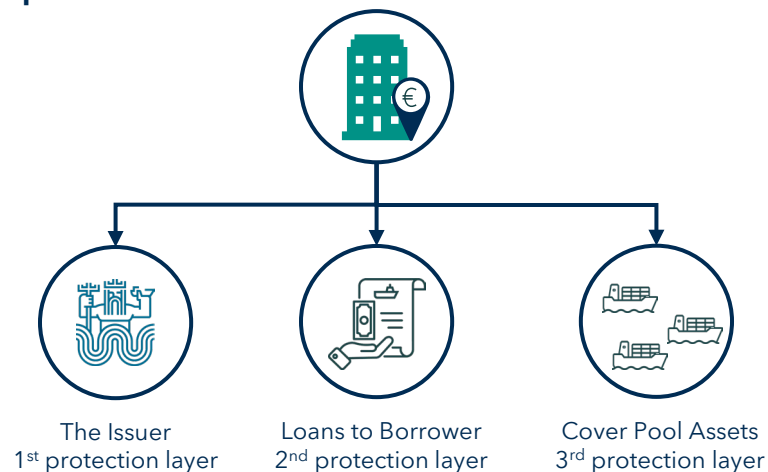 €
The Issuer
1st protection layer
Loans to Borrower
2nd protection layer
Cover Pool Assets
3rd protection layer